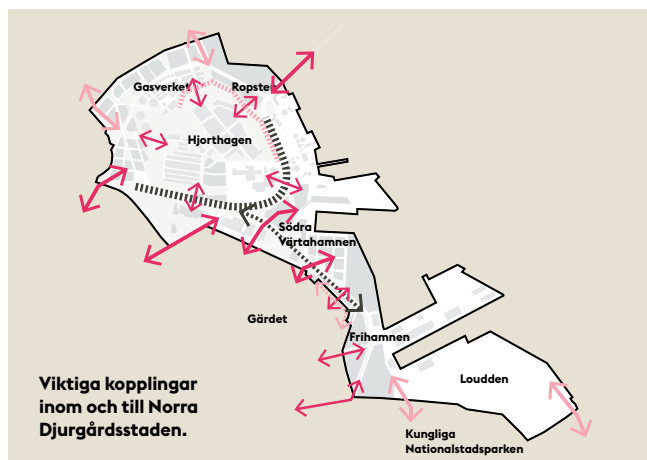 Gasverket
Ropsten
Hjorthagen
Södra
Värtahamnen
Gärdet
Frihamnen
Loudden
Viktiga kopplingar
inom och till Norra
Djurgårdsstaden.
Kungliga
Nationalstadsparken